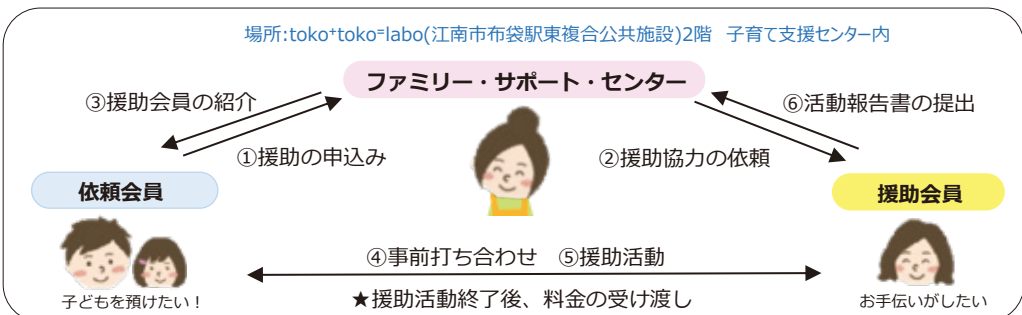 場所:toko⁺toko⁼labo(江南市布袋駅東複合公共施設)2階 子育て支援センター内
ファミリー・サポート・センター
③援助会員の紹介
⑥活動報告書の提出
①援助の申込み
②援助協力の依頼
依頼会員
援助会員
④事前打ち合わせ ⑤援助活動
子どもを預けたい！
★援助活動終了後、料金の受け渡し
お手伝いがしたい